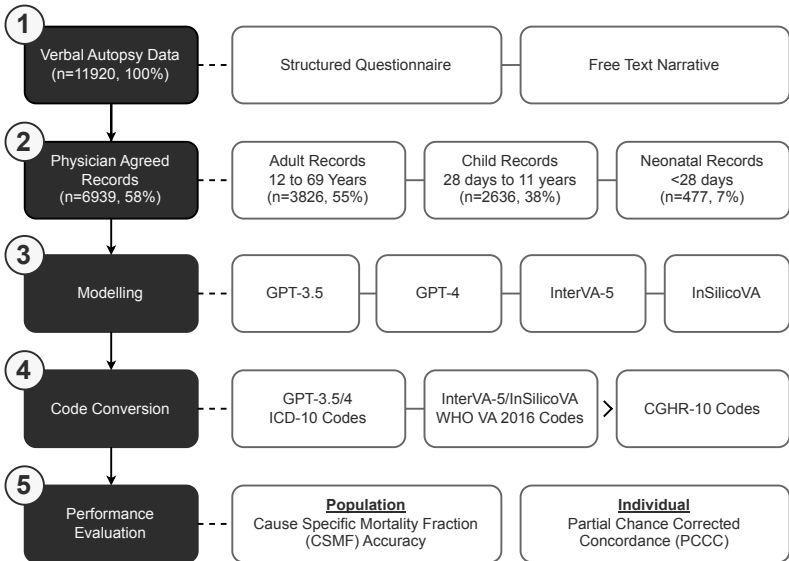 1
Verbal Autopsy Data
(n=11920, 100%)
Structured Questionnaire
Free Text Narrative
2
Physician Agreed
Records
(n=6939, 58%)
Adult Records
12 to 69 Years
(n=3826, 55%)
Child Records
28 days to 11 years
(n=2636, 38%)
Neonatal Records
<28 days
(n=477, 7%)
3
Modelling
GPT-3.5
GPT-4
InterVA-5
InSilicoVA
4
Code Conversion
GPT-3.5/4
ICD-10 Codes
InterVA-5/InSilicoVA
WHO VA 2016 Codes
CGHR-10 Codes
5
Performance
Evaluation
Population
Cause Specific Mortality Fraction
(CSMF) Accuracy
Individual
Partial Chance Corrected
Concordance (PCCC)